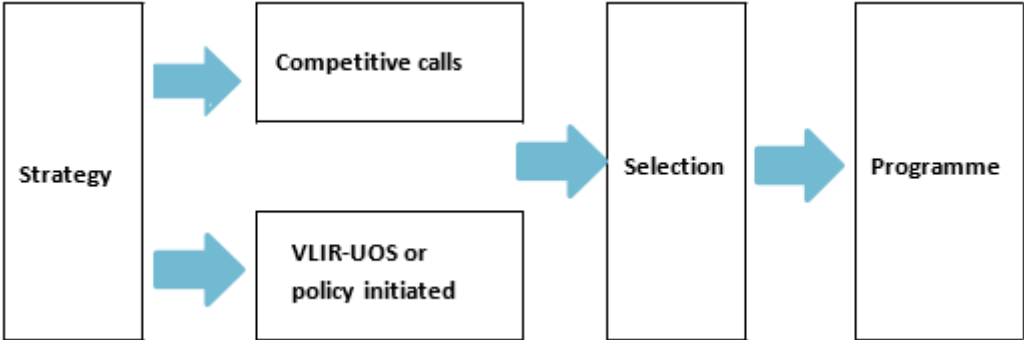 Strategy
Competitive calls
VLIR-UOS or
policy initiated
Selection
Programme